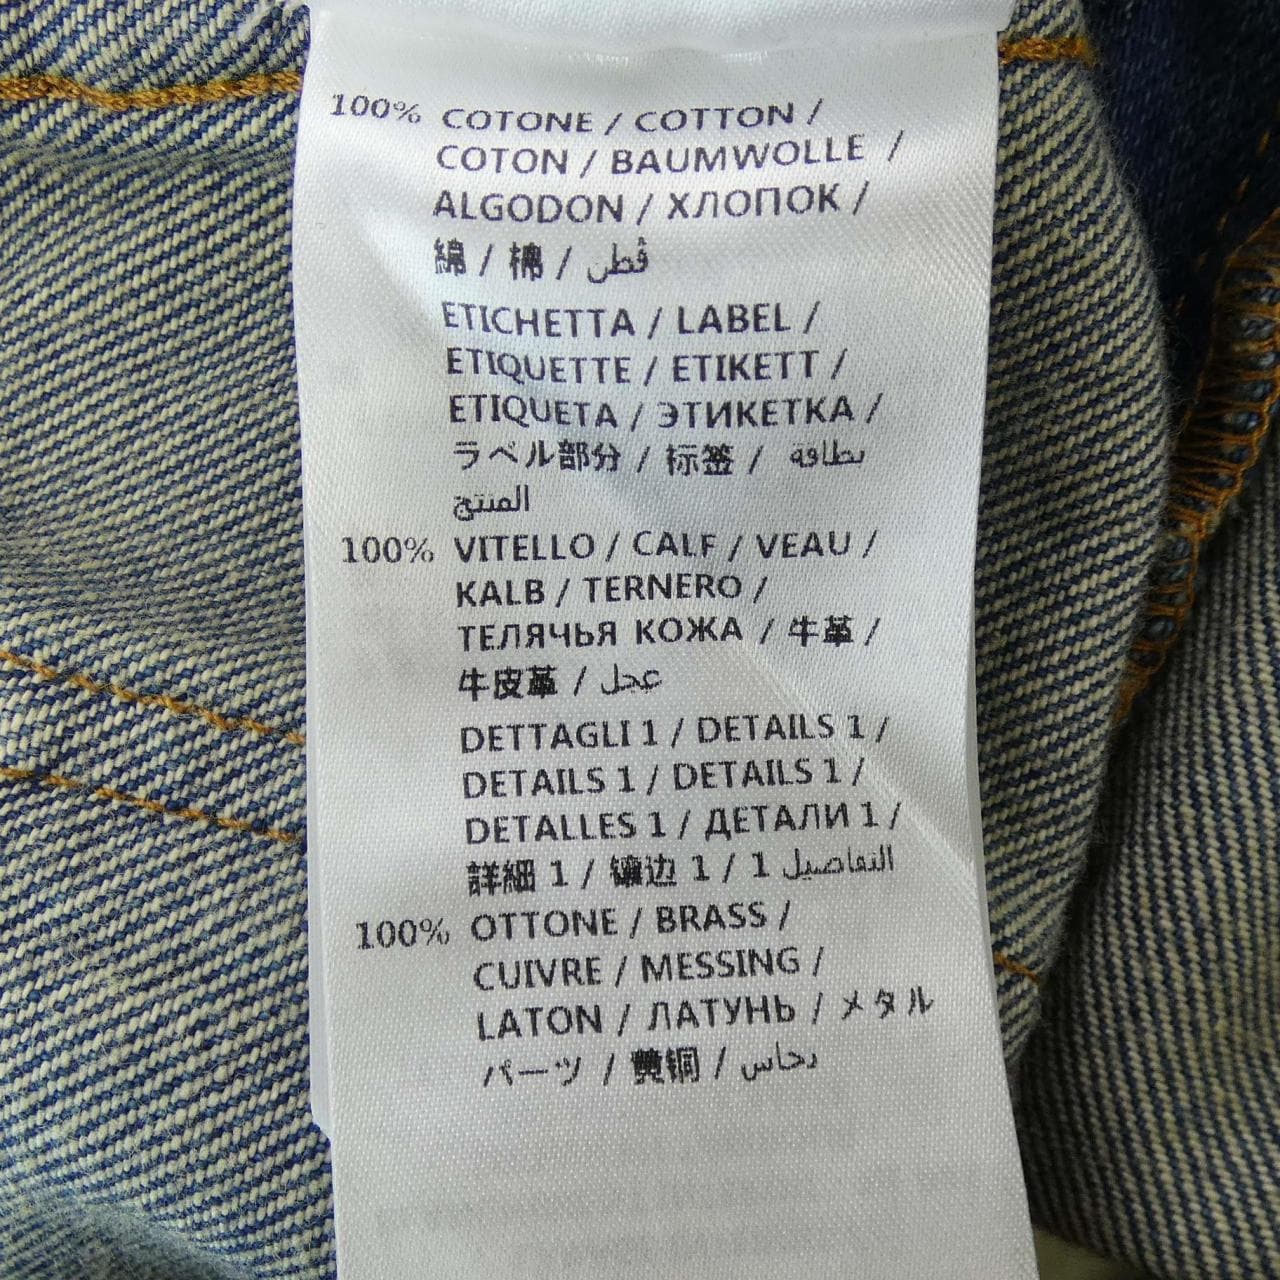 100% COTONE / COTTON /
COTON / BAUMWOLLE /
ALGODON / ХЛОПОК /
綿 / 棉 / قطن
ETICHETTA / LABEL /
ETIQUETTE / ETIKETT /
ETIQUETA / ЭТИКЕТКА /
ラベル部分 / 标签 / بطاقة
المنتج
100% VITELLO / CALF / VEAU /
KALB / TERNERO /
ТЕЛЯЧЬЯ КОЖА / 牛革 /
牛皮革 / عجل
DETTAGLI 1 / DETAILS 1 /
DETAILS 1 / DETAILS 1 /
DETALLES 1 / ДЕТАЛИ 1 /
詳細 1 / 镶边 1 / 1 التفاصيل
100% OTTONE / BRASS /
CUIVRE / MESSING /
LATON / ЛАТУНЬ / メタル
パーツ / 黄铜 / نحاس